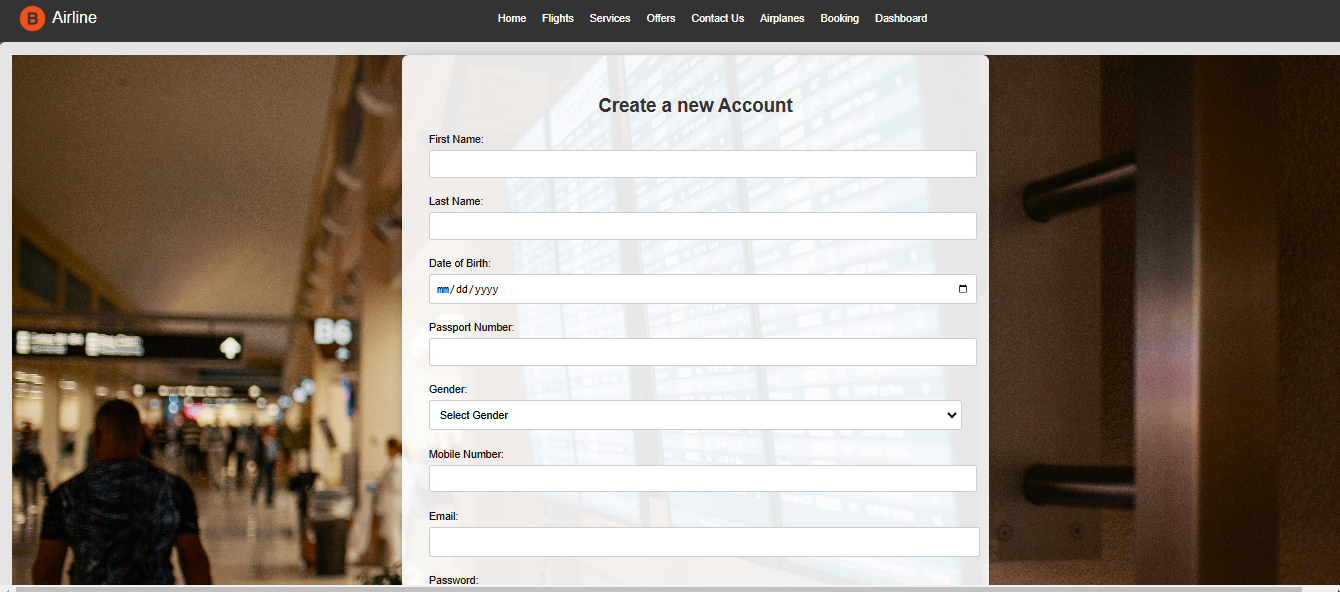 B Airline
Home Flights Services Offers Contact Us Airplanes Booking Dashboard
Create a new Account
First Name:
Last Name:
Date of Birth:
mm/dd/yyyy
Passport Number:
Gender:
Select Gender
Mobile Number:
Email:
Password:
B6